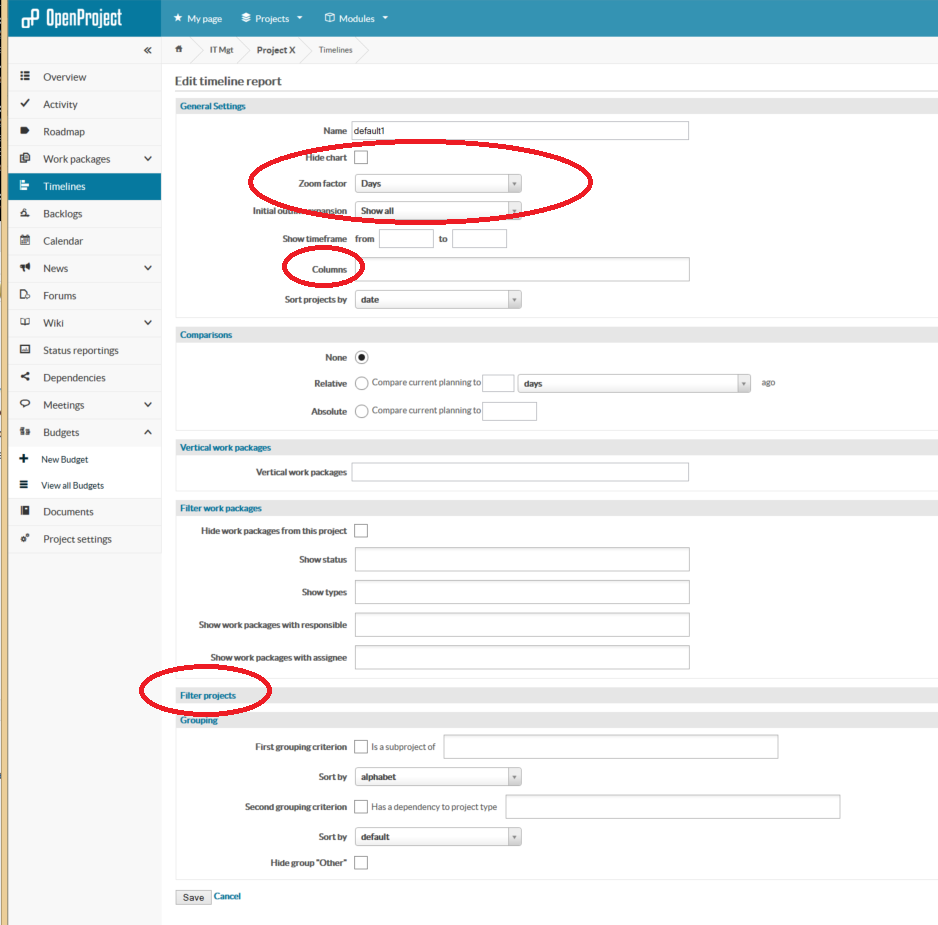 OpenProject
My page Projects Modules
IT Mgt Project X Timelines
Overview
Activity
Roadmap
Work packages
Timelines
Backlogs
Calendar
News
Forums
Wiki
Status reportings
Dependencies
Meetings
Budgets
New Budget
View all Budgets
Documents
Project settings
Edit timeline report
General Settings
Name default1
Hide chart
Zoom factor Days
Initial outline expansion Show all
Show timeframe from to
Columns
Sort projects by date
Comparisons
None
Relative Compare current planning to days ago
Absolute Compare current planning to
Vertical work packages
Vertical work packages
Filter work packages
Hide work packages from this project
Show status
Show types
Show work packages with responsible
Show work packages with assignee
Filter projects
Grouping
First grouping criterion Is a subproject of
Sort by alphabet
Second grouping criterion Has a dependency to project type
Sort by default
Hide group "Other"
Save Cancel